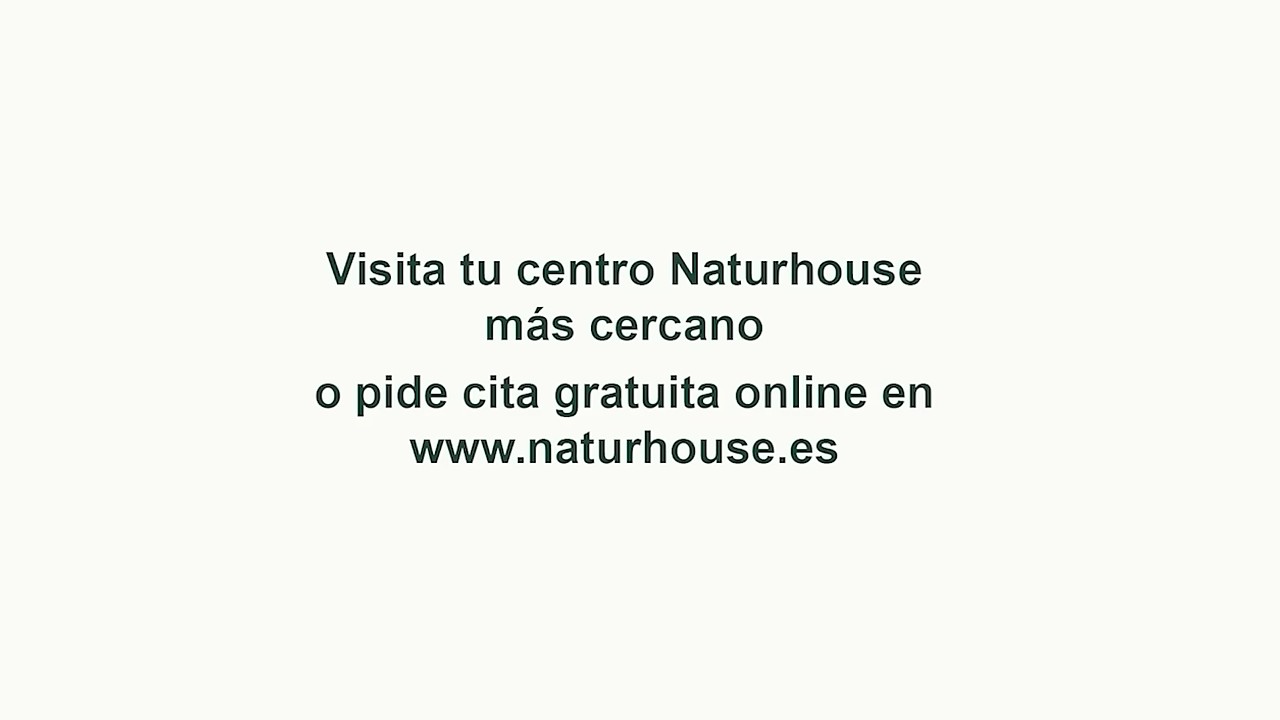 Visita tu centro Naturhouse
más cercano
o pide cita gratuita online en
www.naturhouse.es